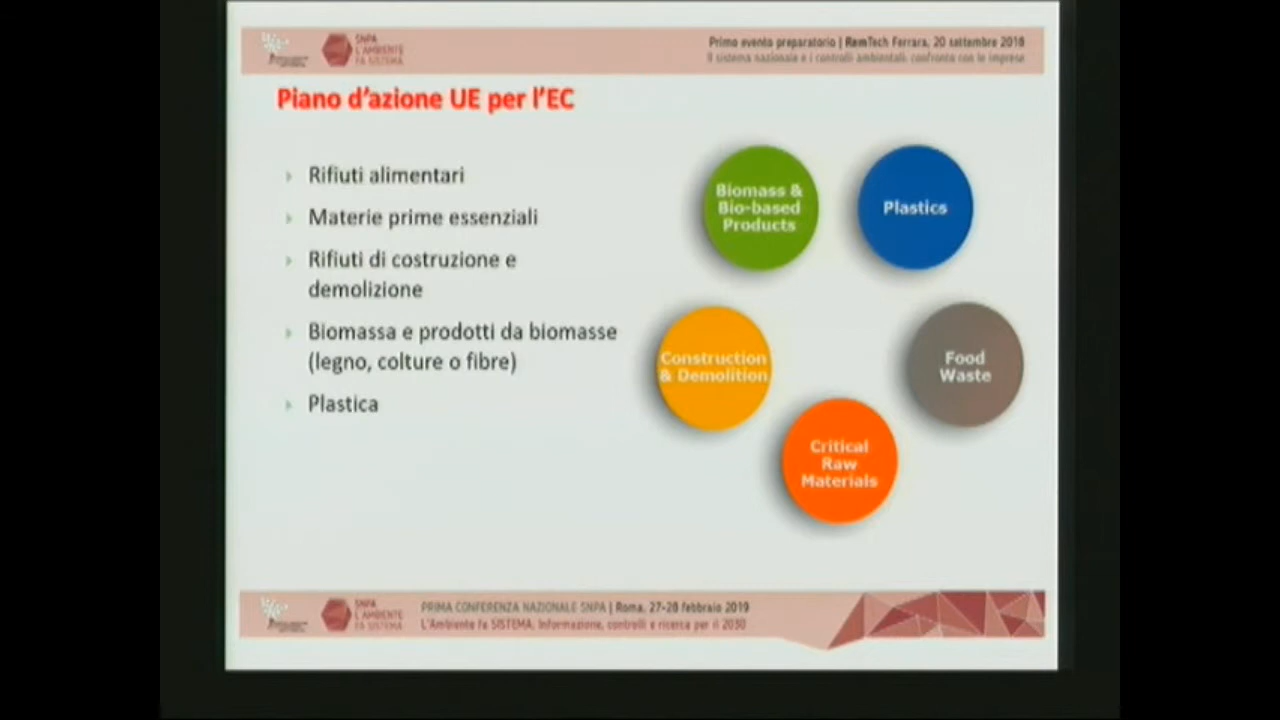 SNPA
L'AMBIENTE
FA SISTEMA
Primo evento preparatorio | RemTech Ferrara, 20 settembre 2018
Il sistema nazionale e i controlli ambientali: confronto con le imprese
Piano d'azione UE per l'EC
Rifiuti alimentari
Materie prime essenziali
Rifiuti di costruzione e
demolizione
Biomassa e prodotti da biomasse
(legno, colture o fibre)
Plastica
Biomass &
Bio-based
Products
Plastics
Construction
& Demolition
Food
Waste
Critical
Raw
Materials
SNPA
L'AMBIENTE
FA SISTEMA
PRIMA CONFERENZA NAZIONALE SNPA | Roma, 27-28 febbraio 2019
L'Ambiente fa SISTEMA: Informazione, controlli e ricerca per il 2030